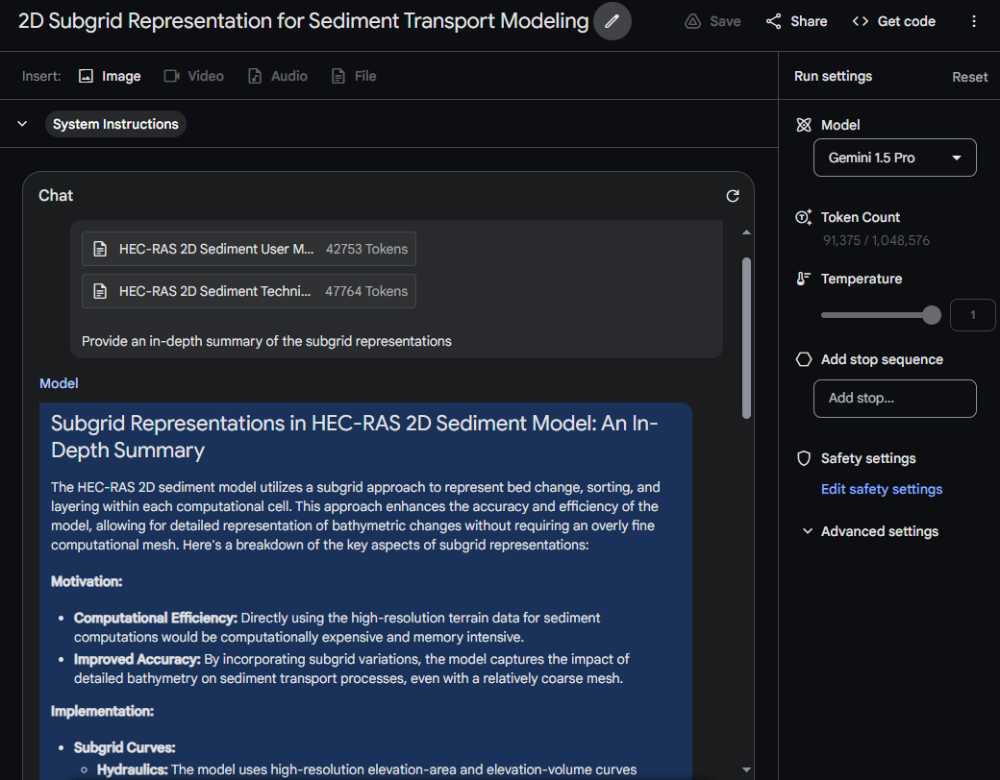 2D Subgrid Representation for Sediment Transport Modeling
Save
Share
Get code
Insert:
Image
Video
Audio
File
System Instructions
Chat
HEC-RAS 2D Sediment User M... 42753 Tokens
HEC-RAS 2D Sediment Techni... 47764 Tokens
Provide an in-depth summary of the subgrid representations
Model
Subgrid Representations in HEC-RAS 2D Sediment Model: An In-
Depth Summary
The HEC-RAS 2D sediment model utilizes a subgrid approach to represent bed change, sorting, and
layering within each computational cell. This approach enhances the accuracy and efficiency of the
model, allowing for detailed representation of bathymetric changes without requiring an overly fine
computational mesh. Here's a breakdown of the key aspects of subgrid representations:
Motivation:
• Computational Efficiency: Directly using the high-resolution terrain data for sediment
computations would be computationally expensive and memory intensive.
• Improved Accuracy: By incorporating subgrid variations, the model captures the impact of
detailed bathymetry on sediment transport processes, even with a relatively coarse mesh.
Implementation:
• Subgrid Curves:
◦ Hydraulics: The model uses high-resolution elevation-area and elevation-volume curves
Run settings
Reset
Model
Gemini 1.5 Pro
Token Count
91,375 / 1,048,576
Temperature
1
Add stop sequence
Add stop...
Safety settings
Edit safety settings
Advanced settings